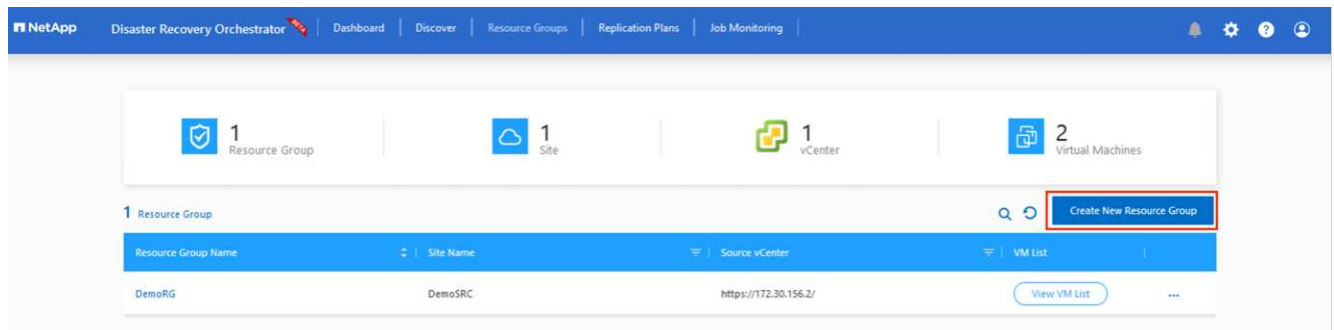 NetApp
Disaster Recovery Orchestrator
Dashboard
Discover
Resource Groups
Replication Plans
Job Monitoring
1
Resource Group
1
Site
1
vCenter
2
Virtual Machines
1 Resource Group
Create New Resource Group
Resource Group Name
Site Name
Source vCenter
VM List
DemoRG
DemoSRC
https://172.30.156.2/
View VM List